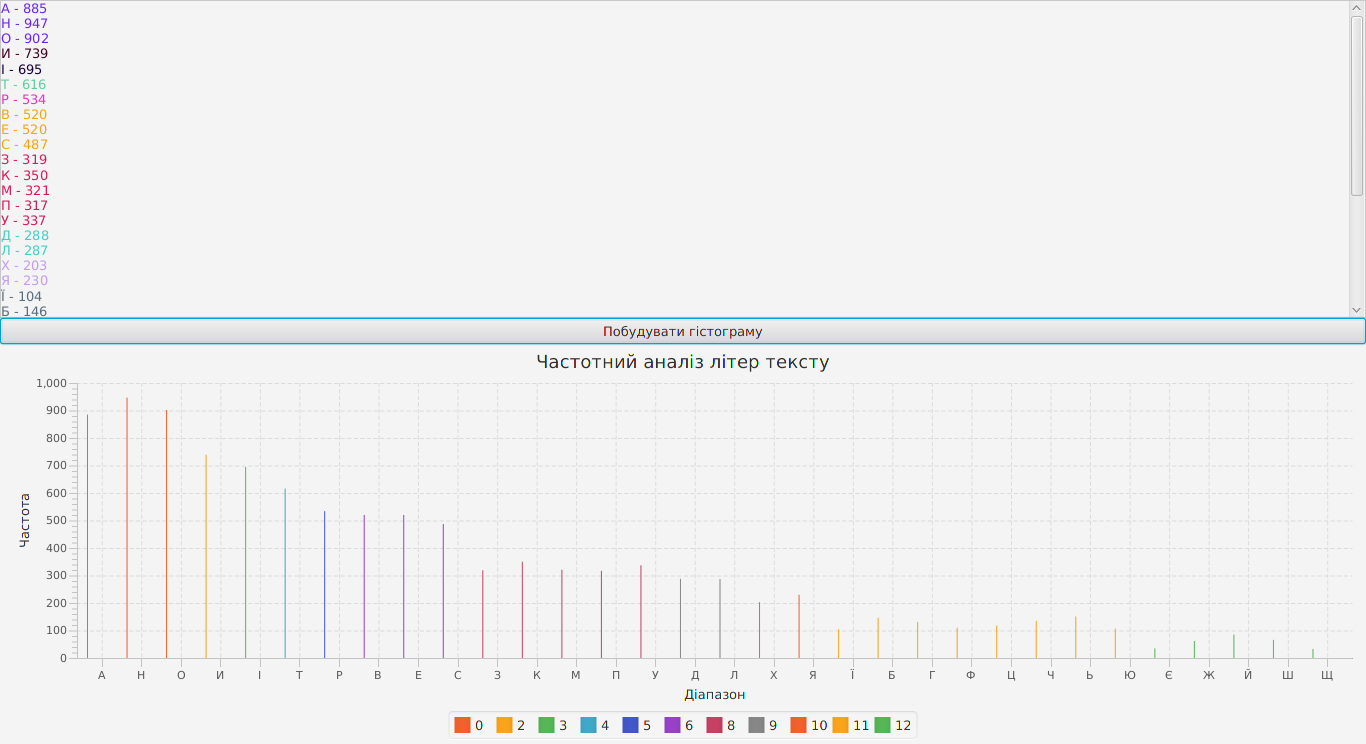 А - 885
Н - 947
О - 902
И - 739
І - 695
Т - 616
Р - 534
В - 520
Е - 520
С - 487
З - 319
К - 350
М - 321
П - 317
У - 337
Д - 288
Л - 287
Х - 203
Я - 230
Ї - 104
Б - 146
Побудувати гістограму
Частотний аналіз літер тексту
1,000
900
800
700
600
500
400
300
200
100
0
Частота
А Н О И І Т Р В Е С З К М П У Д Л Х Я Ї Б Г Ф Ц Ч Ь Ю Є Ж Й Ш Щ
Діапазон
0 2 3 4 5 6 8 9 10 11 12